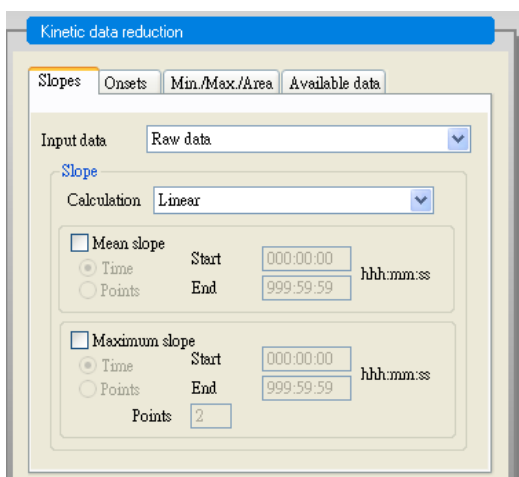 Kinetic data reduction
Slopes Onsets Min./Max./Area Available data
Input data Raw data
Slope
Calculation Linear
Mean slope
Time Start 000:00:00 hhh:mm:ss
Points End 999:59:59
Maximum slope
Time Start 000:00:00 hhh:mm:ss
Points End 999:59:59
Points 2